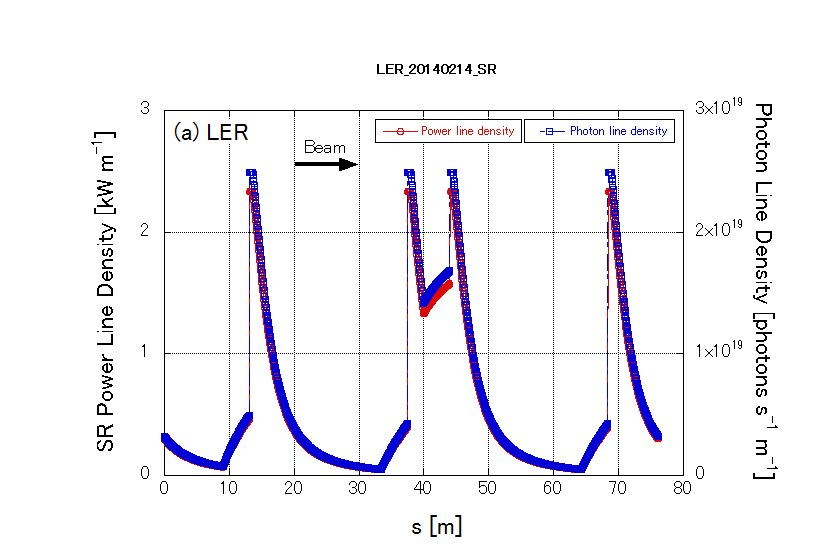 LER_20140214_SR
(a) LER
Power line density
Photon line density
Beam
SR Power Line Density [kW m⁻¹]
3
2
1
0
3x10¹⁹
2x10¹⁹
1x10¹⁹
0
Photon Line Density [photons s⁻¹ m⁻¹]
0 10 20 30 40 50 60 70 80
s [m]